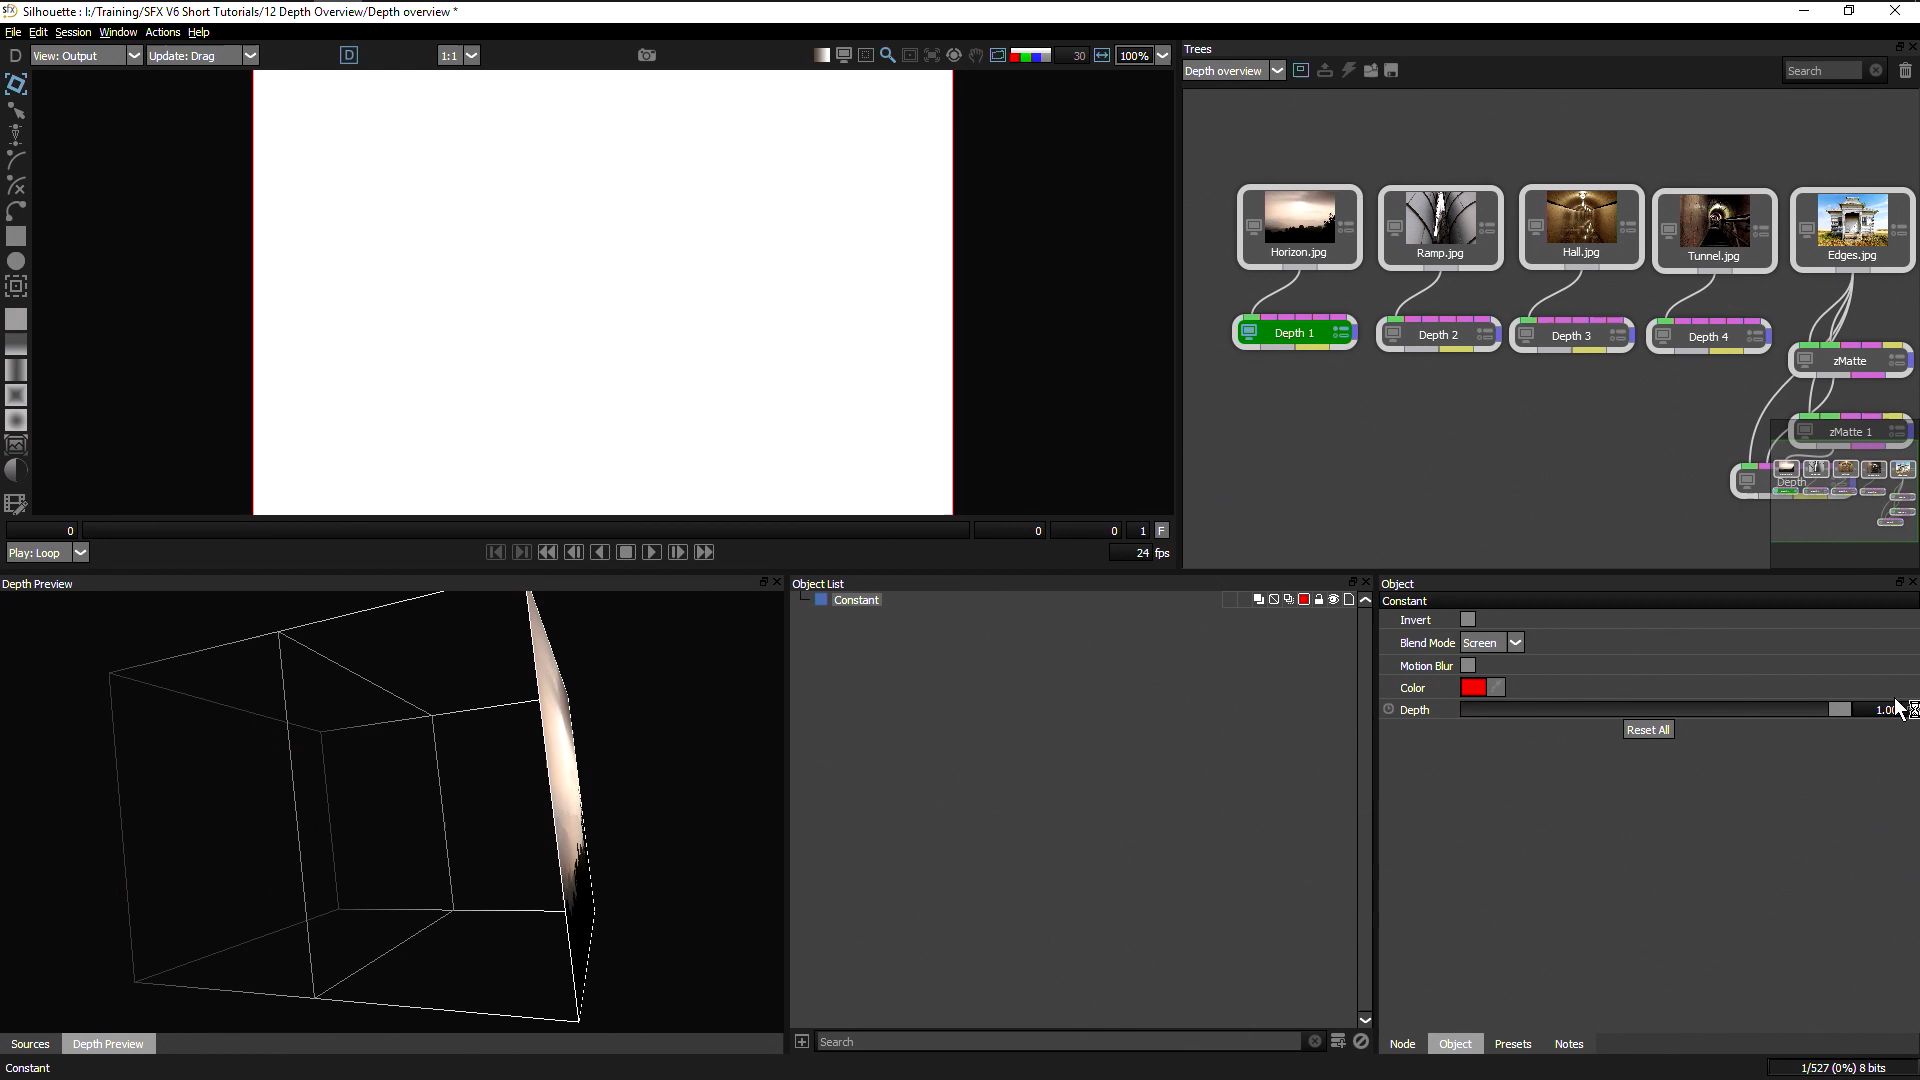 Silhouette : I:/Training/SFX V6 Short Tutorials/12 Depth Overview/Depth overview *
File Edit Session Window Actions Help
D View: Output Update: Drag D 1:1 30 100%
Trees
Depth overview Search
Horizon.jpg Ramp.jpg Hall.jpg Tunnel.jpg Edges.jpg
Depth 1 Depth 2 Depth 3 Depth 4
zMatte
zMatte 1
Depth
0 0 0 1 F
Play: Loop 24 fps
Depth Preview
Object List
Constant
Object
Constant
Invert
Blend Mode Screen
Motion Blur
Color
Depth
Reset All
Sources Depth Preview
Search
Node Object Presets Notes
Constant 1/527 (0%) 8 bits